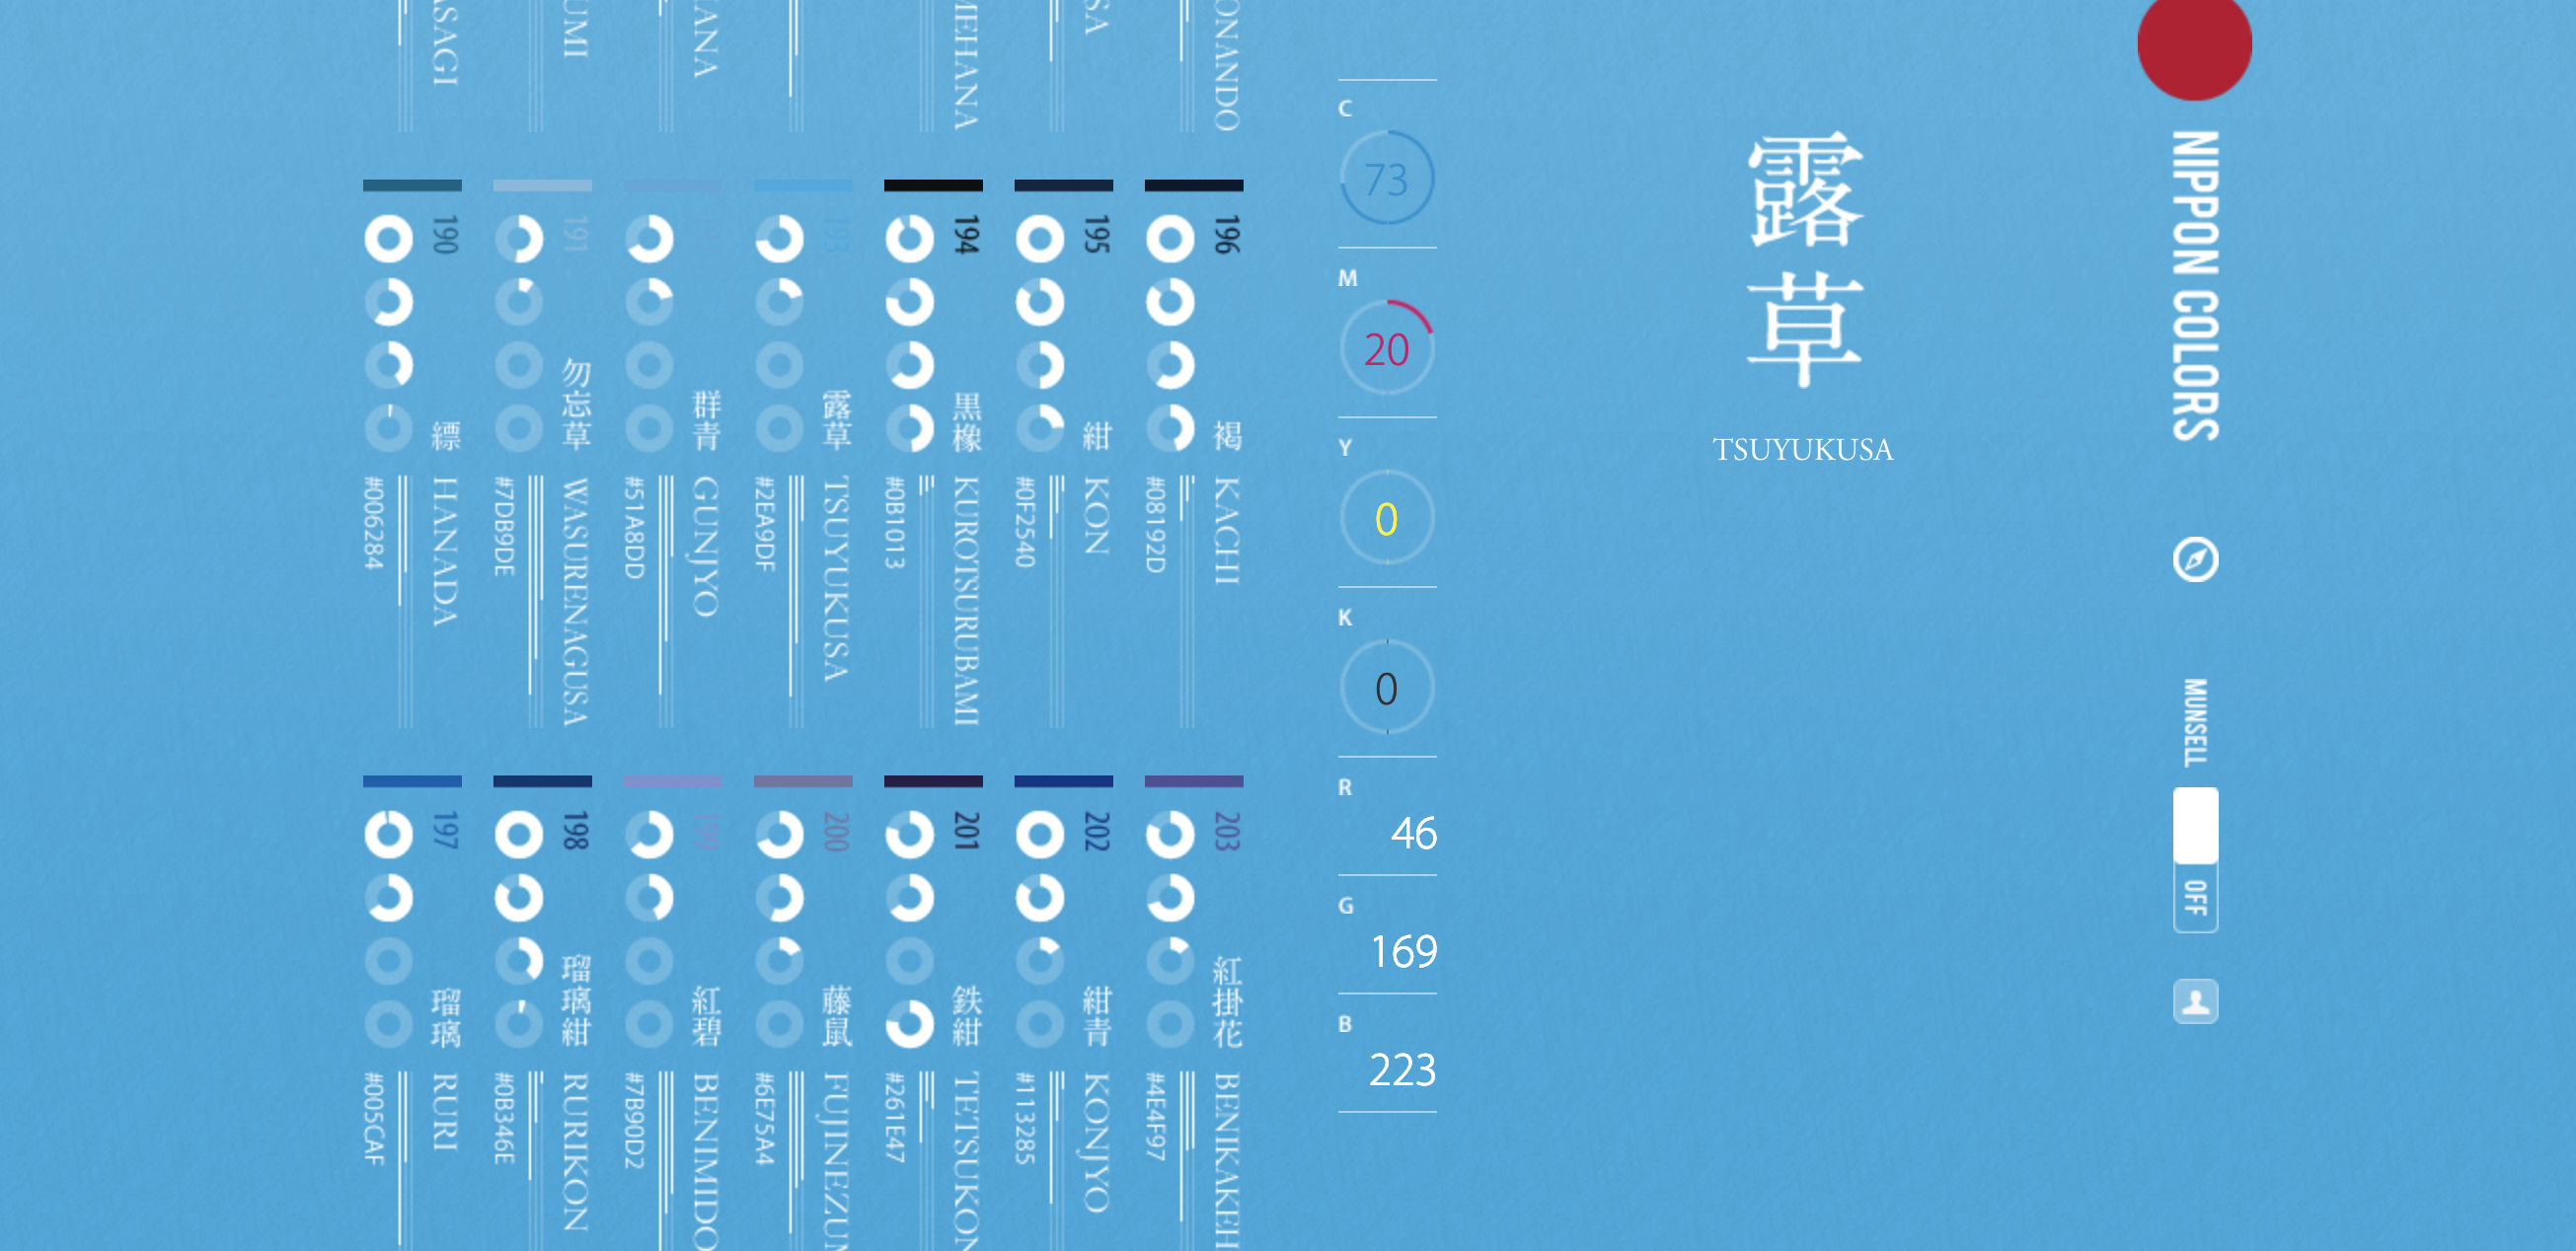 ASAGI
UMI
HANA
MEHANA
SA
ONANDO
190
縹
HANADA
#006284
191
勿忘草
WASURENAGUSA
#7DB9DE
群青
GUNJYO
#51A8DD
193
露草
TSUYUKUSA
#2EA9DF
194
黒橡
KUROTSURUBAMI
#0B1013
195
紺
KON
#0F2540
196
褐
KACHI
#08192D
197
瑠璃
RURI
#005CAF
198
瑠璃紺
RURIKON
#0B346E
199
紅碧
BENIMIDO
#7B90D2
200
藤鼠
FUJINEZUM
#6E75A4
201
鉄紺
TETSUKON
#261E47
202
紺青
KONJYO
#113285
203
紅掛花
BENIKAKEH
#4E4F97
C
73
M
20
Y
0
K
0
R
46
G
169
B
223
露草
TSUYUKUSA
NIPPON COLORS
MUNSELL
OFF